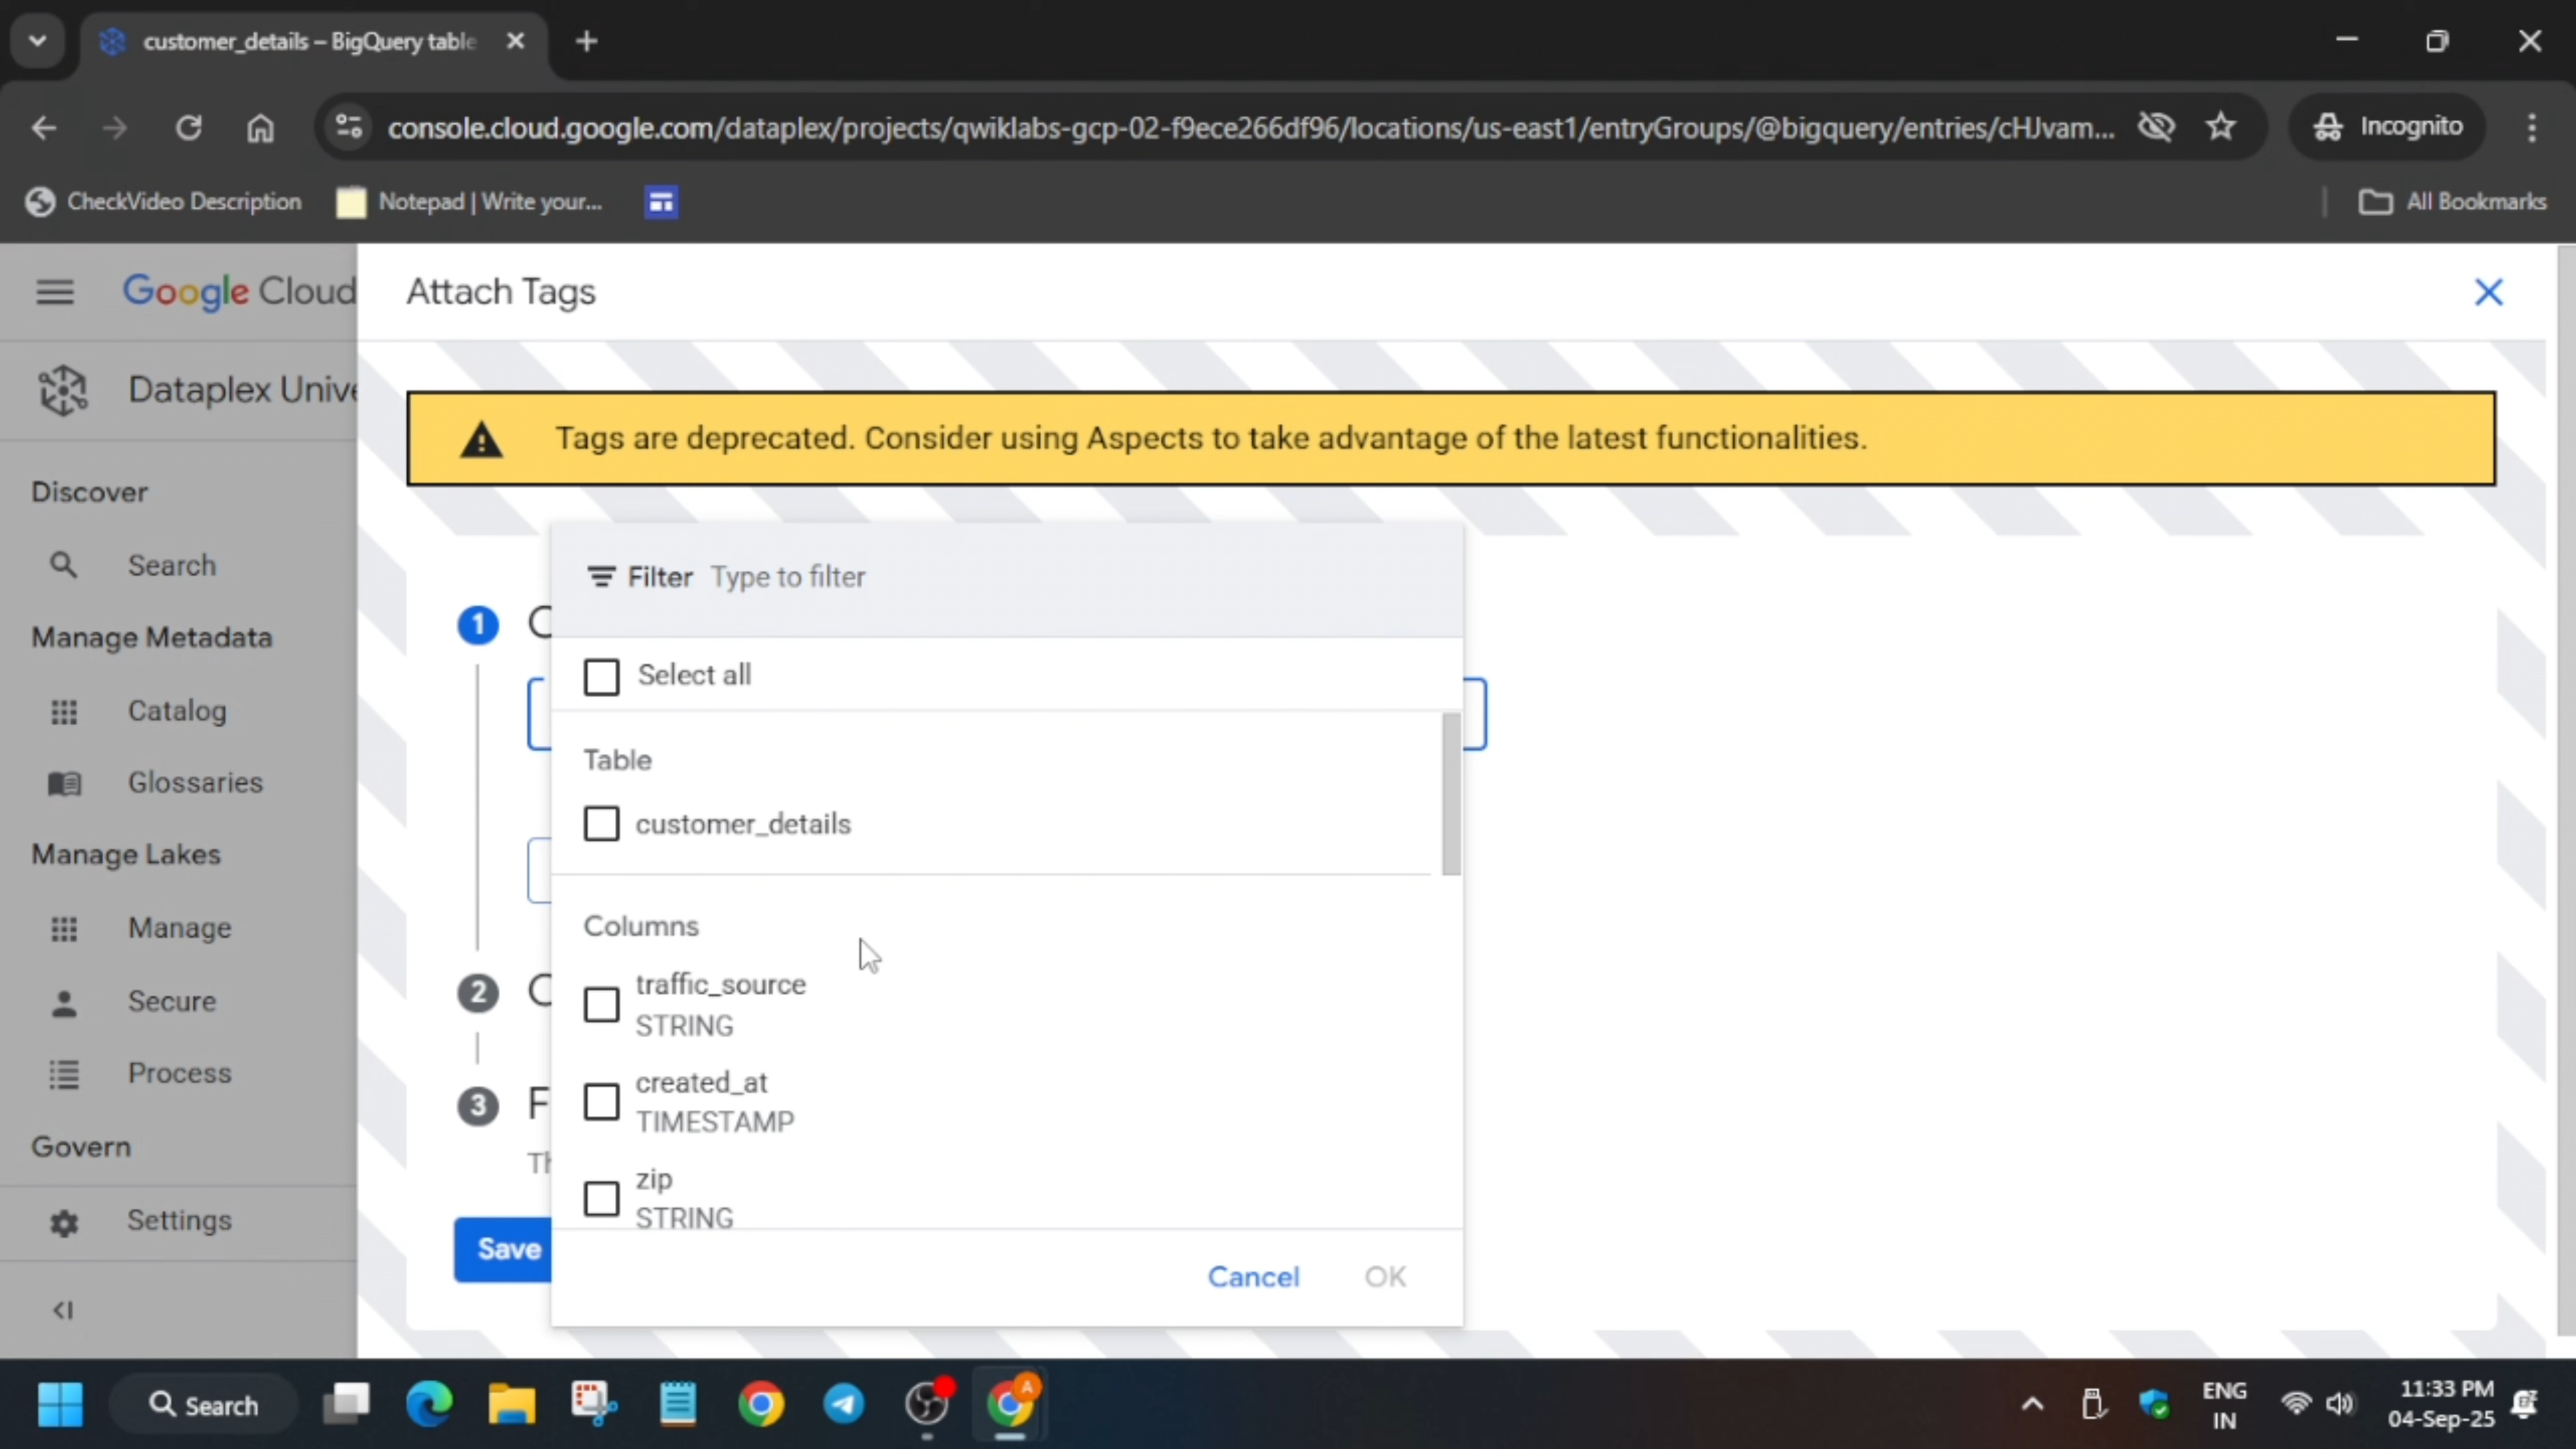 customer_details – BigQuery table
console.cloud.google.com/dataplex/projects/qwiklabs-gcp-02-f9ece266df96/locations/us-east1/entryGroups/@bigquery/entries/cHJvam...
Incognito
CheckVideo Description
Notepad | Write your...
All Bookmarks
Google Cloud
Attach Tags
Dataplex Unive
Tags are deprecated. Consider using Aspects to take advantage of the latest functionalities.
Discover
Search
Manage Metadata
Catalog
Glossaries
Manage Lakes
Manage
Secure
Process
Govern
Settings
Filter Type to filter
1
Select all
Table
customer_details
Columns
traffic_source
STRING
2
created_at
TIMESTAMP
3 F
Th
zip
STRING
Save
Cancel
OK
Search
ENG
IN
11:33 PM
04-Sep-25